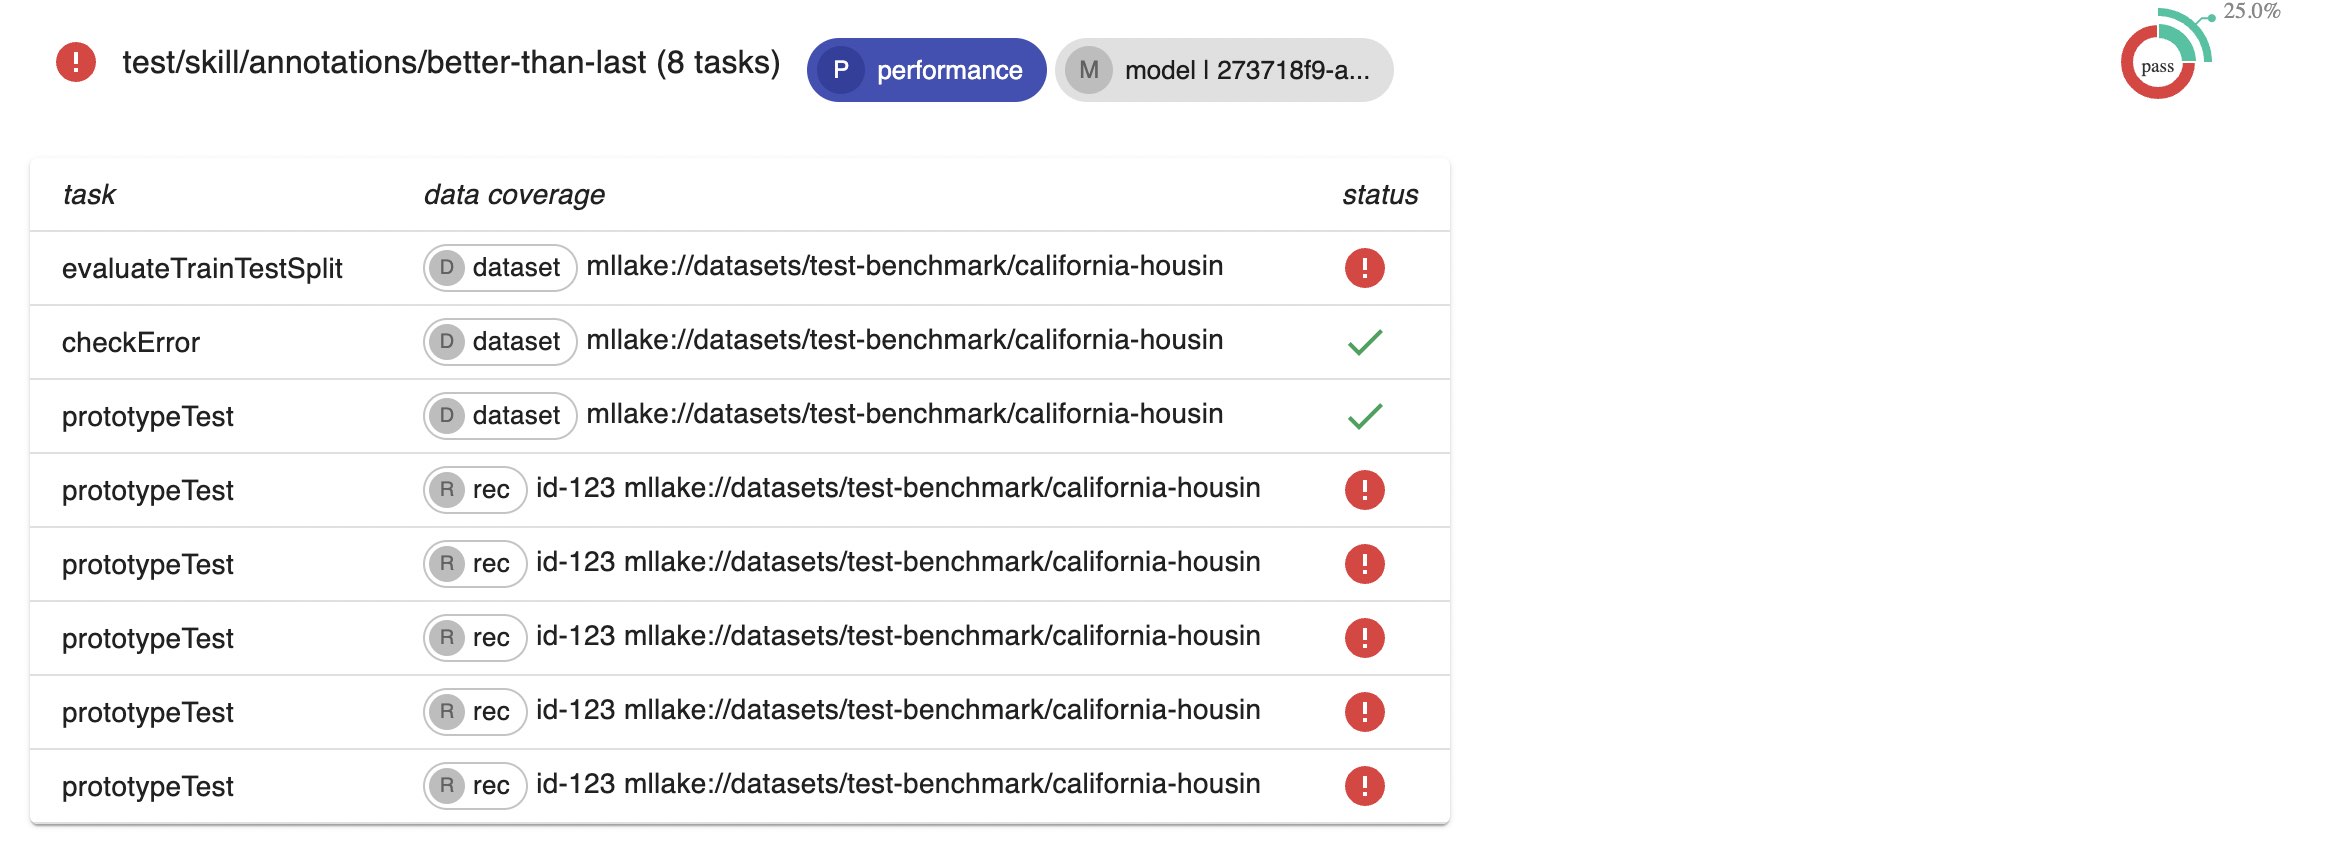 ! test/skill/annotations/better-than-last (8 tasks) P performance M model | 273718f9-a... pass 25.0%
task data coverage status
evaluateTrainTestSplit D dataset mllake://datasets/test-benchmark/california-housin !
checkError D dataset mllake://datasets/test-benchmark/california-housin
prototypeTest D dataset mllake://datasets/test-benchmark/california-housin
prototypeTest R rec id-123 mllake://datasets/test-benchmark/california-housin !
prototypeTest R rec id-123 mllake://datasets/test-benchmark/california-housin !
prototypeTest R rec id-123 mllake://datasets/test-benchmark/california-housin !
prototypeTest R rec id-123 mllake://datasets/test-benchmark/california-housin !
prototypeTest R rec id-123 mllake://datasets/test-benchmark/california-housin !